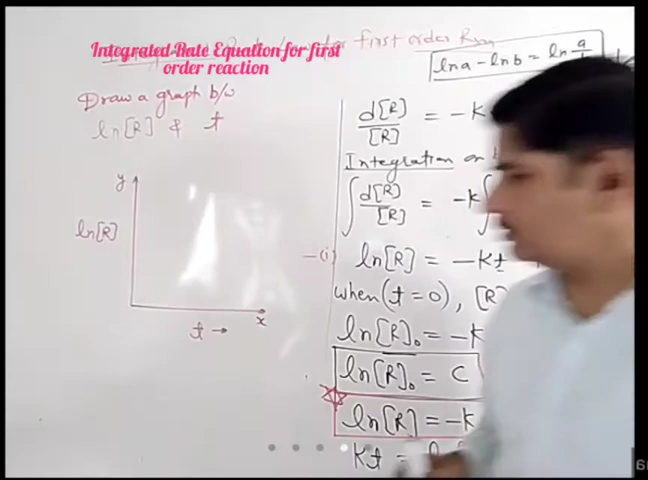 Integrated Rate Equation for first
order reaction
for first order Rxn
lna - lnb = ln a
Draw a graph b/w
ln[R] & t
y
ln[R]
t →
x
d[R]
[R] = -K
Integration on
∫ d[R]
[R] = -K ∫
-(i) ln[R] = -Kt
when (t = 0), [R]
ln[R]₀ = -K
ln[R]₀ = C
ln[R] = -K
Kt =